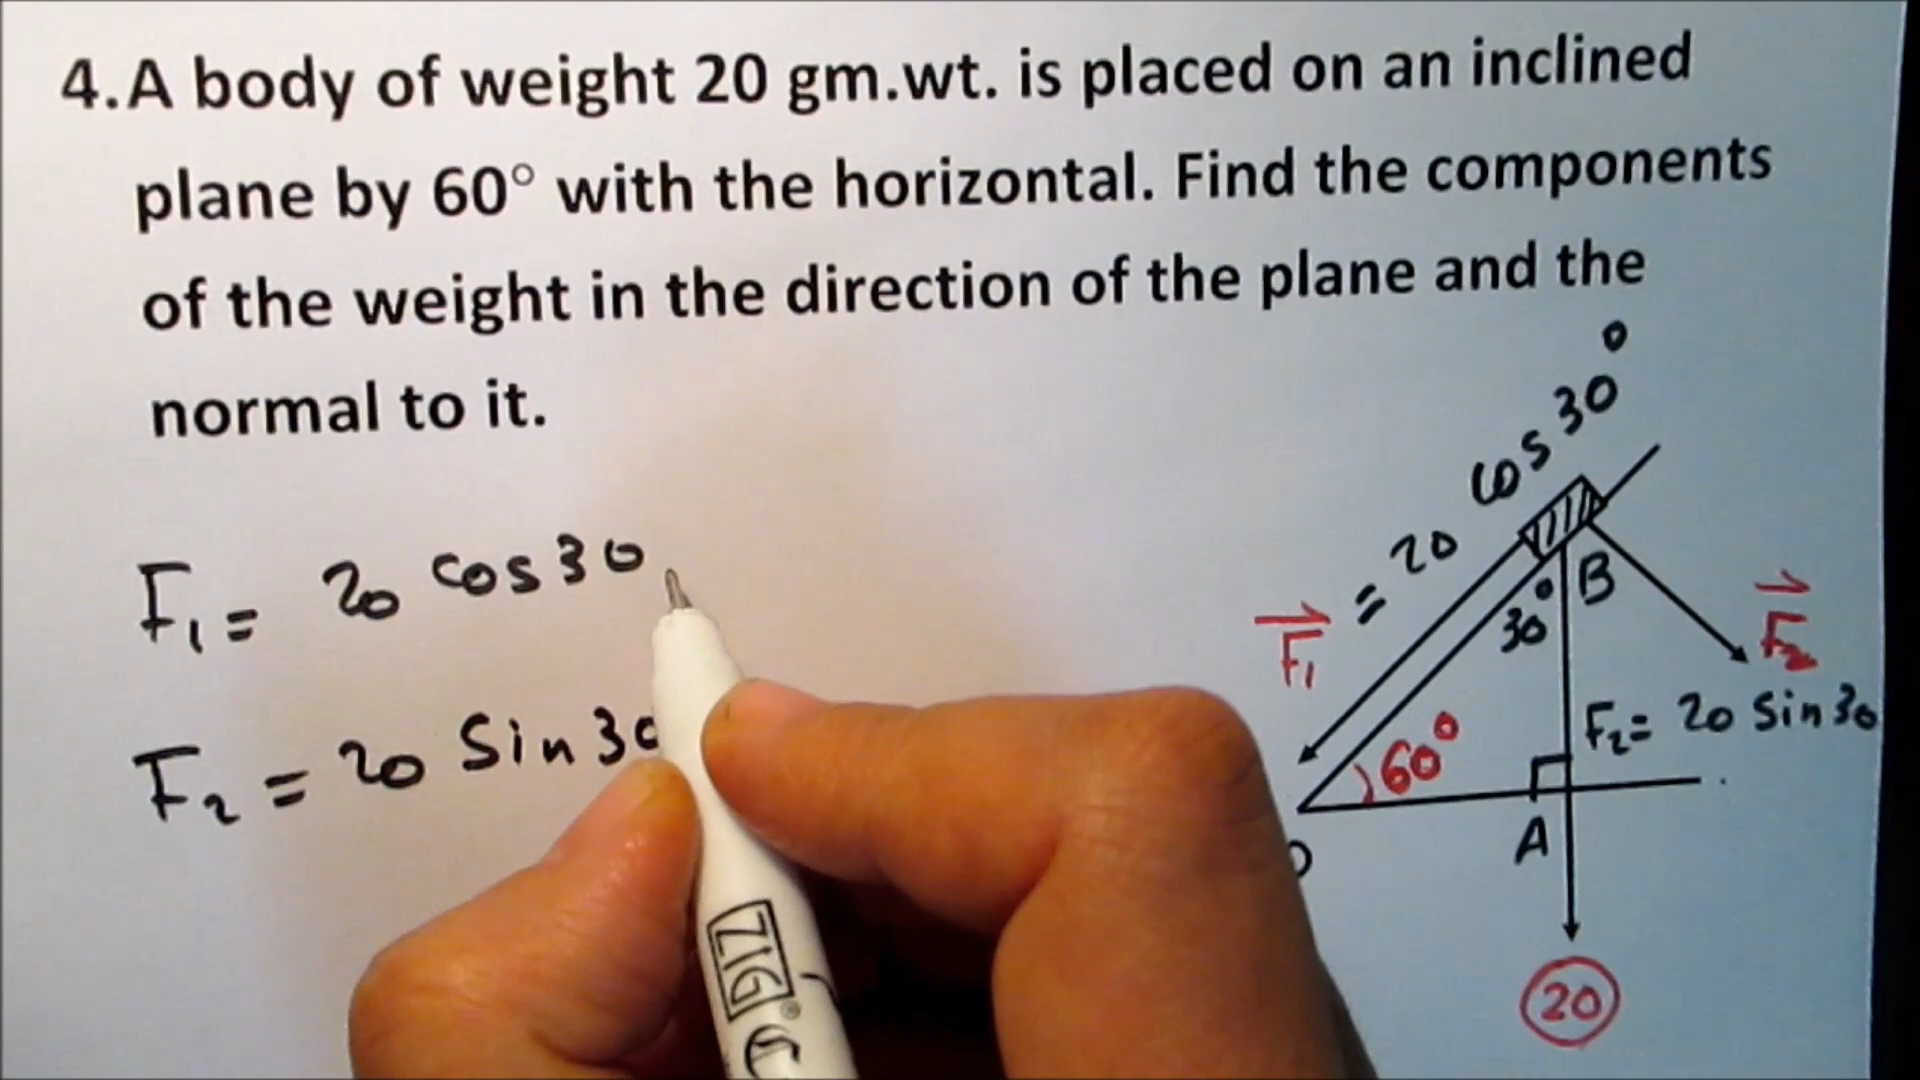 4.A body of weight 20 gm.wt. is placed on an inclined
plane by 60° with the horizontal. Find the components
of the weight in the direction of the plane and the
normal to it.
F₁ = 20 cos 30
F₂ = 20 Sin 30
F₁ = 20 cos 30°
B
30°
F₂
F₂ = 20 Sin 30
60°
A
20
ZIG®